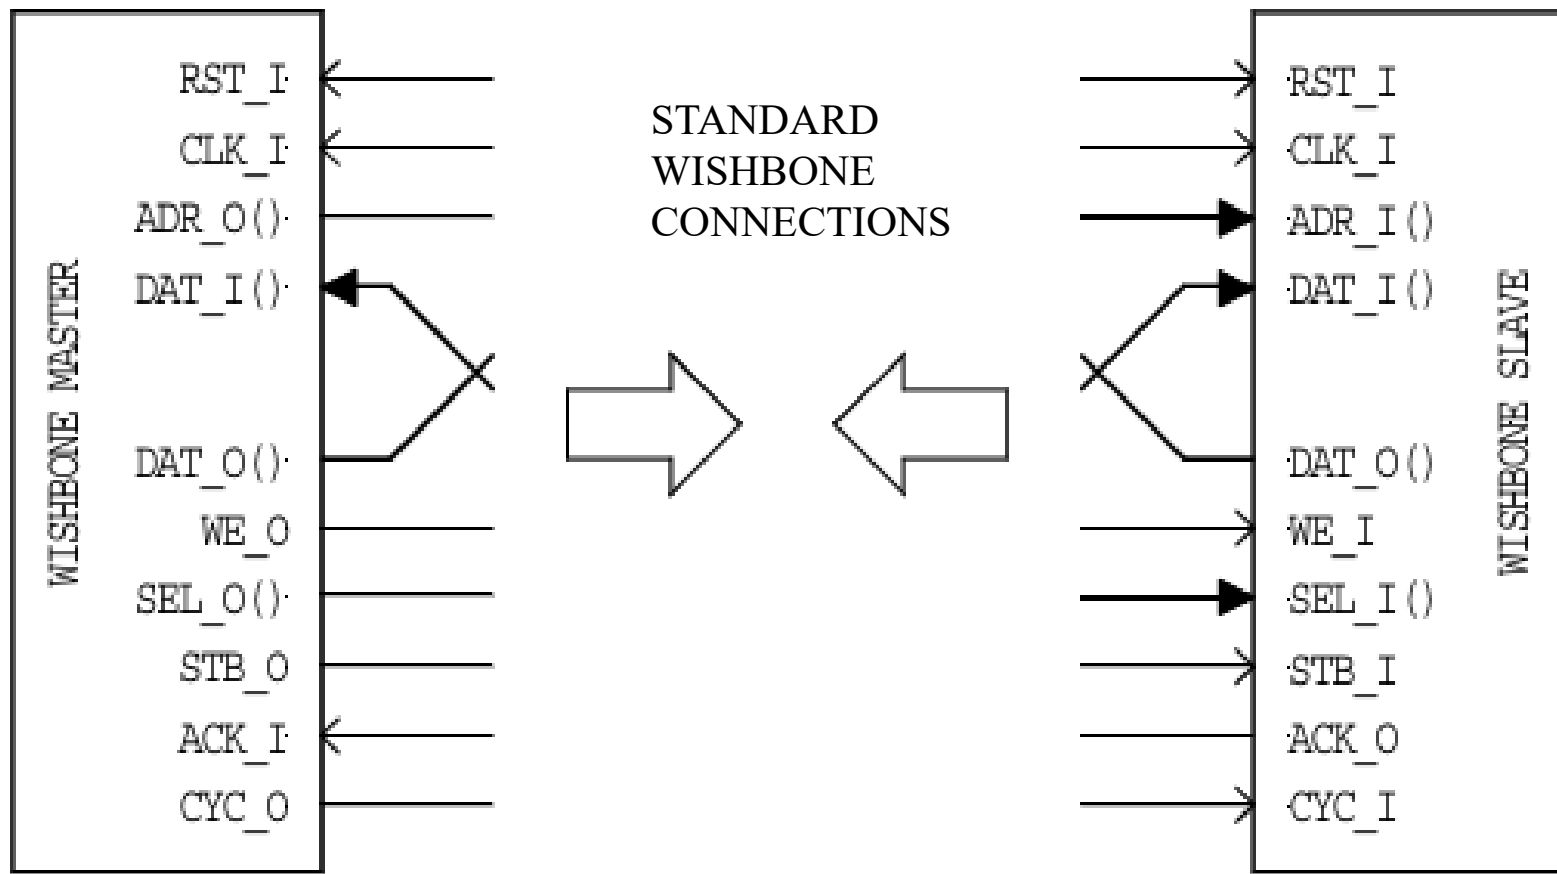 WISHBONE MASTER
RST_I
CLK_I
ADR_O()
DAT_I()
DAT_O()
WE_O
SEL_O()
STB_O
ACK_I
CYC_O
STANDARD
WISHBONE
CONNECTIONS
RST_I
CLK_I
ADR_I()
DAT_I()
DAT_O()
WE_I
SEL_I()
STB_I
ACK_O
CYC_I
WISHBONE SLAVE